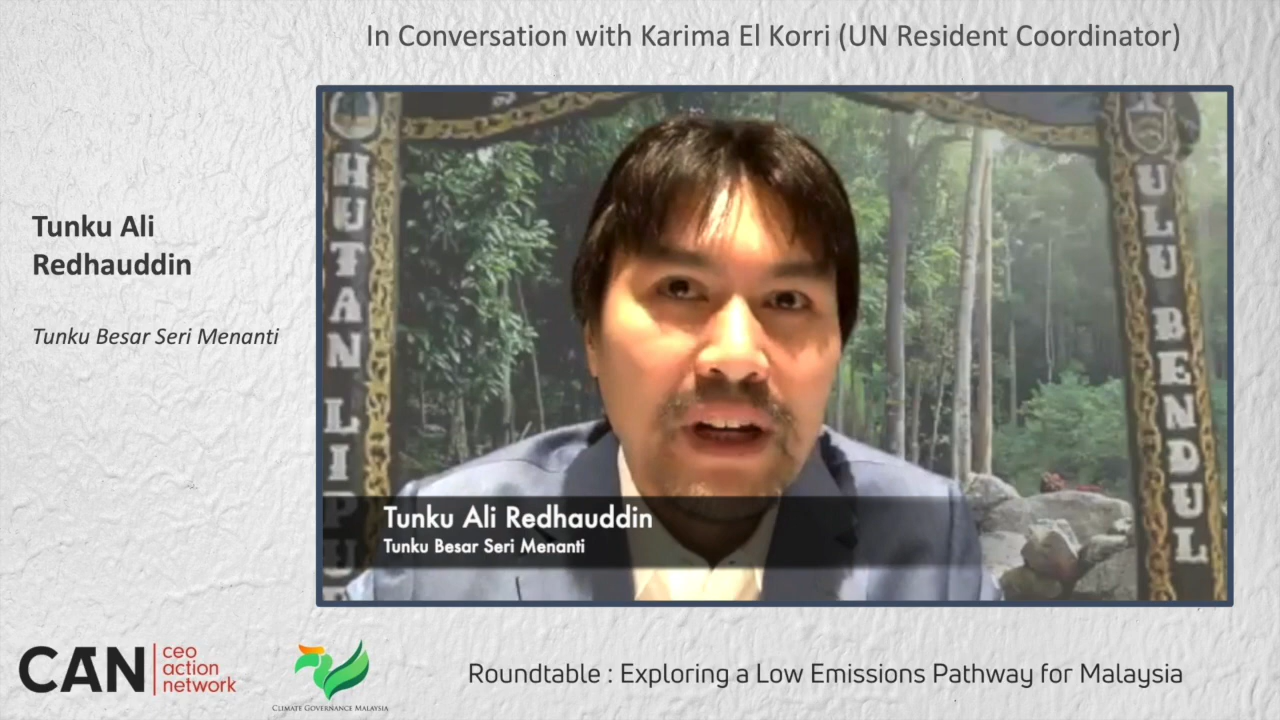 In Conversation with Karima El Korri (UN Resident Coordinator)
Tunku Ali
Redhauddin
Tunku Besar Seri Menanti
HUTAN LIPU
ULU BENDUL
Tunku Ali Redhauddin
Tunku Besar Seri Menanti
CAN
ceo
action
network
CLIMATE GOVERNANCE MALAYSIA
Roundtable : Exploring a Low Emissions Pathway for Malaysia